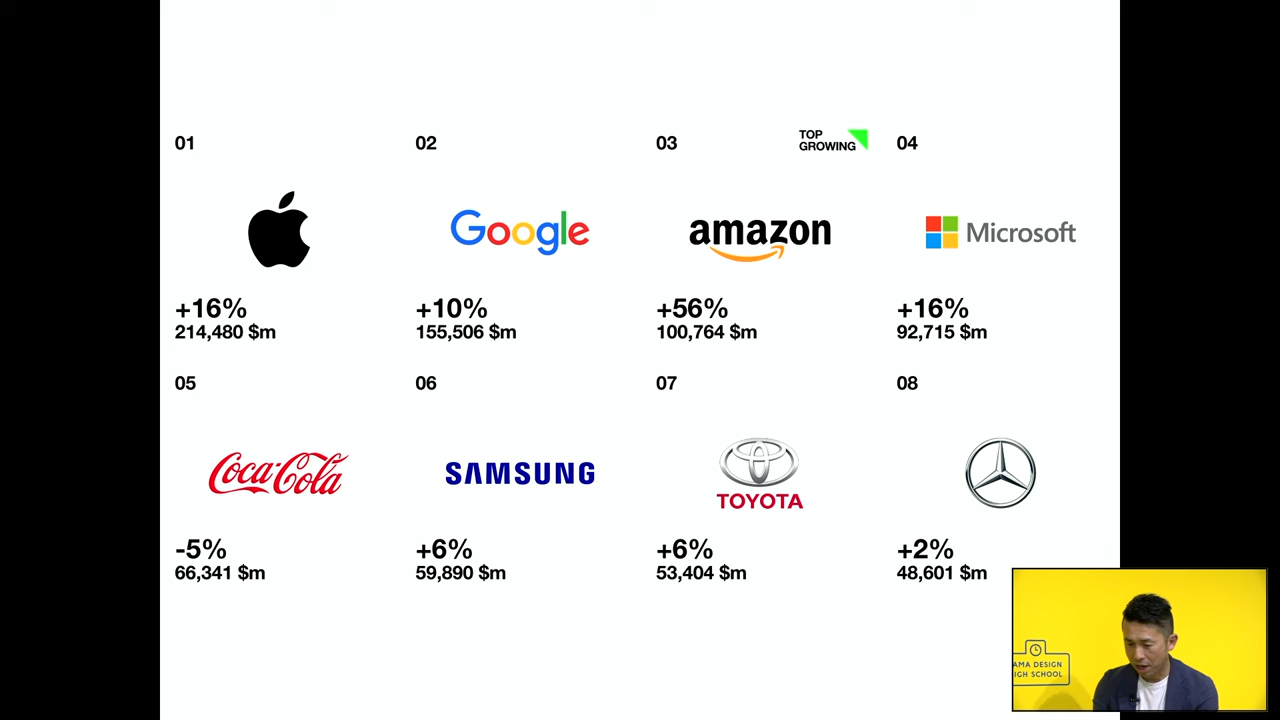 01
02
03
TOP
GROWING
04
Google
amazon
Microsoft
+16%
214,480 $m
+10%
155,506 $m
+56%
100,764 $m
+16%
92,715 $m
05
06
07
08
Coca-Cola
SAMSUNG
TOYOTA
-5%
66,341 $m
+6%
59,890 $m
+6%
53,404 $m
+2%
48,601 $m
AMA DESIGN
IGH SCHOOL